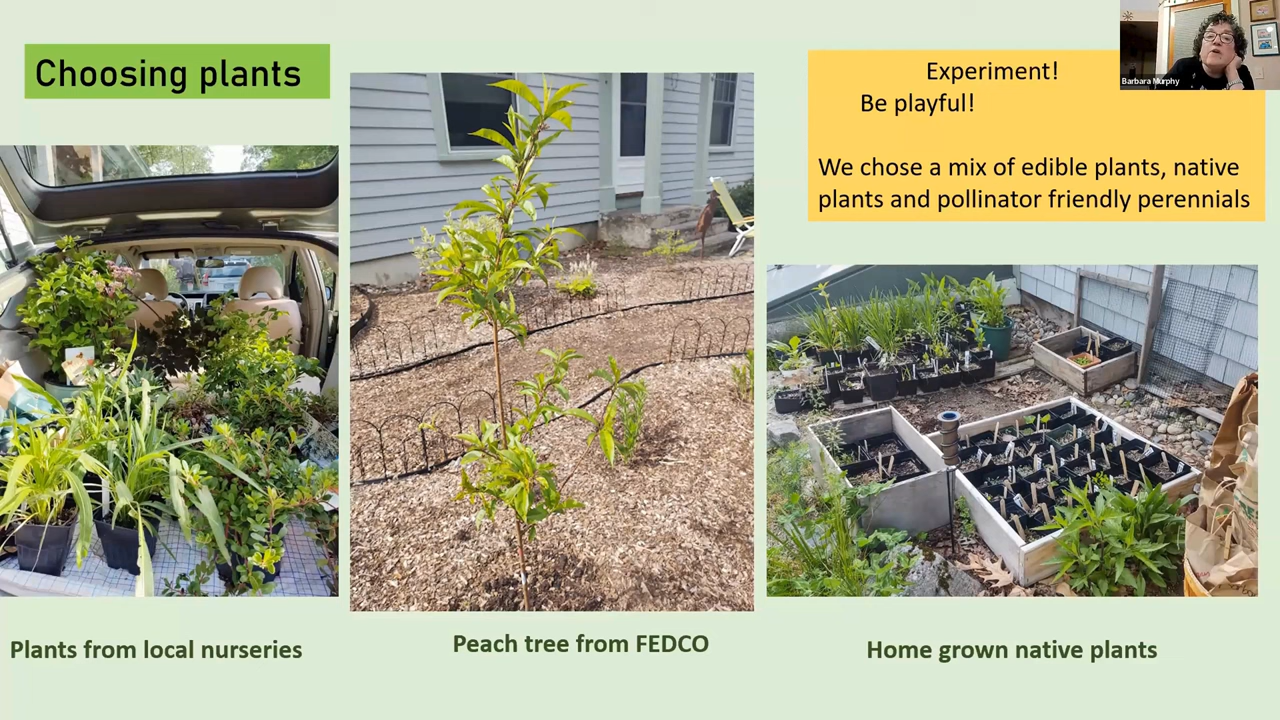 Choosing plants
Experiment!
Be playful!
We chose a mix of edible plants, native
plants and pollinator friendly perennials
Barbara Murphy
Plants from local nurseries
Peach tree from FEDCO
Home grown native plants